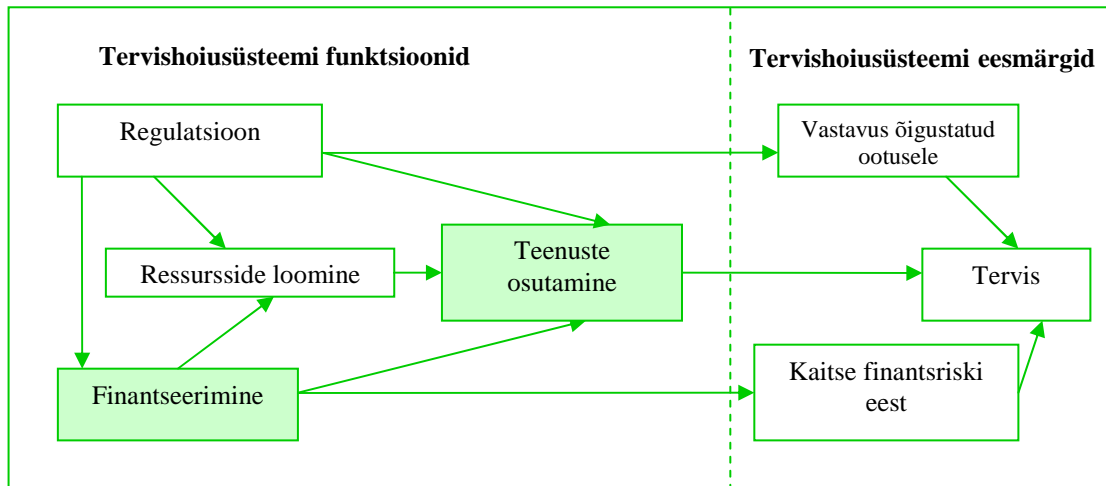 Tervishoiusüsteemi funktsioonid
Tervishoiusüsteemi eesmärgid
Regulatsioon
Vastavus õigustatud
ootusele
Ressursside loomine
Teenuste
osutamine
Tervis
Finantseerimine
Kaitse finantsriski
eest